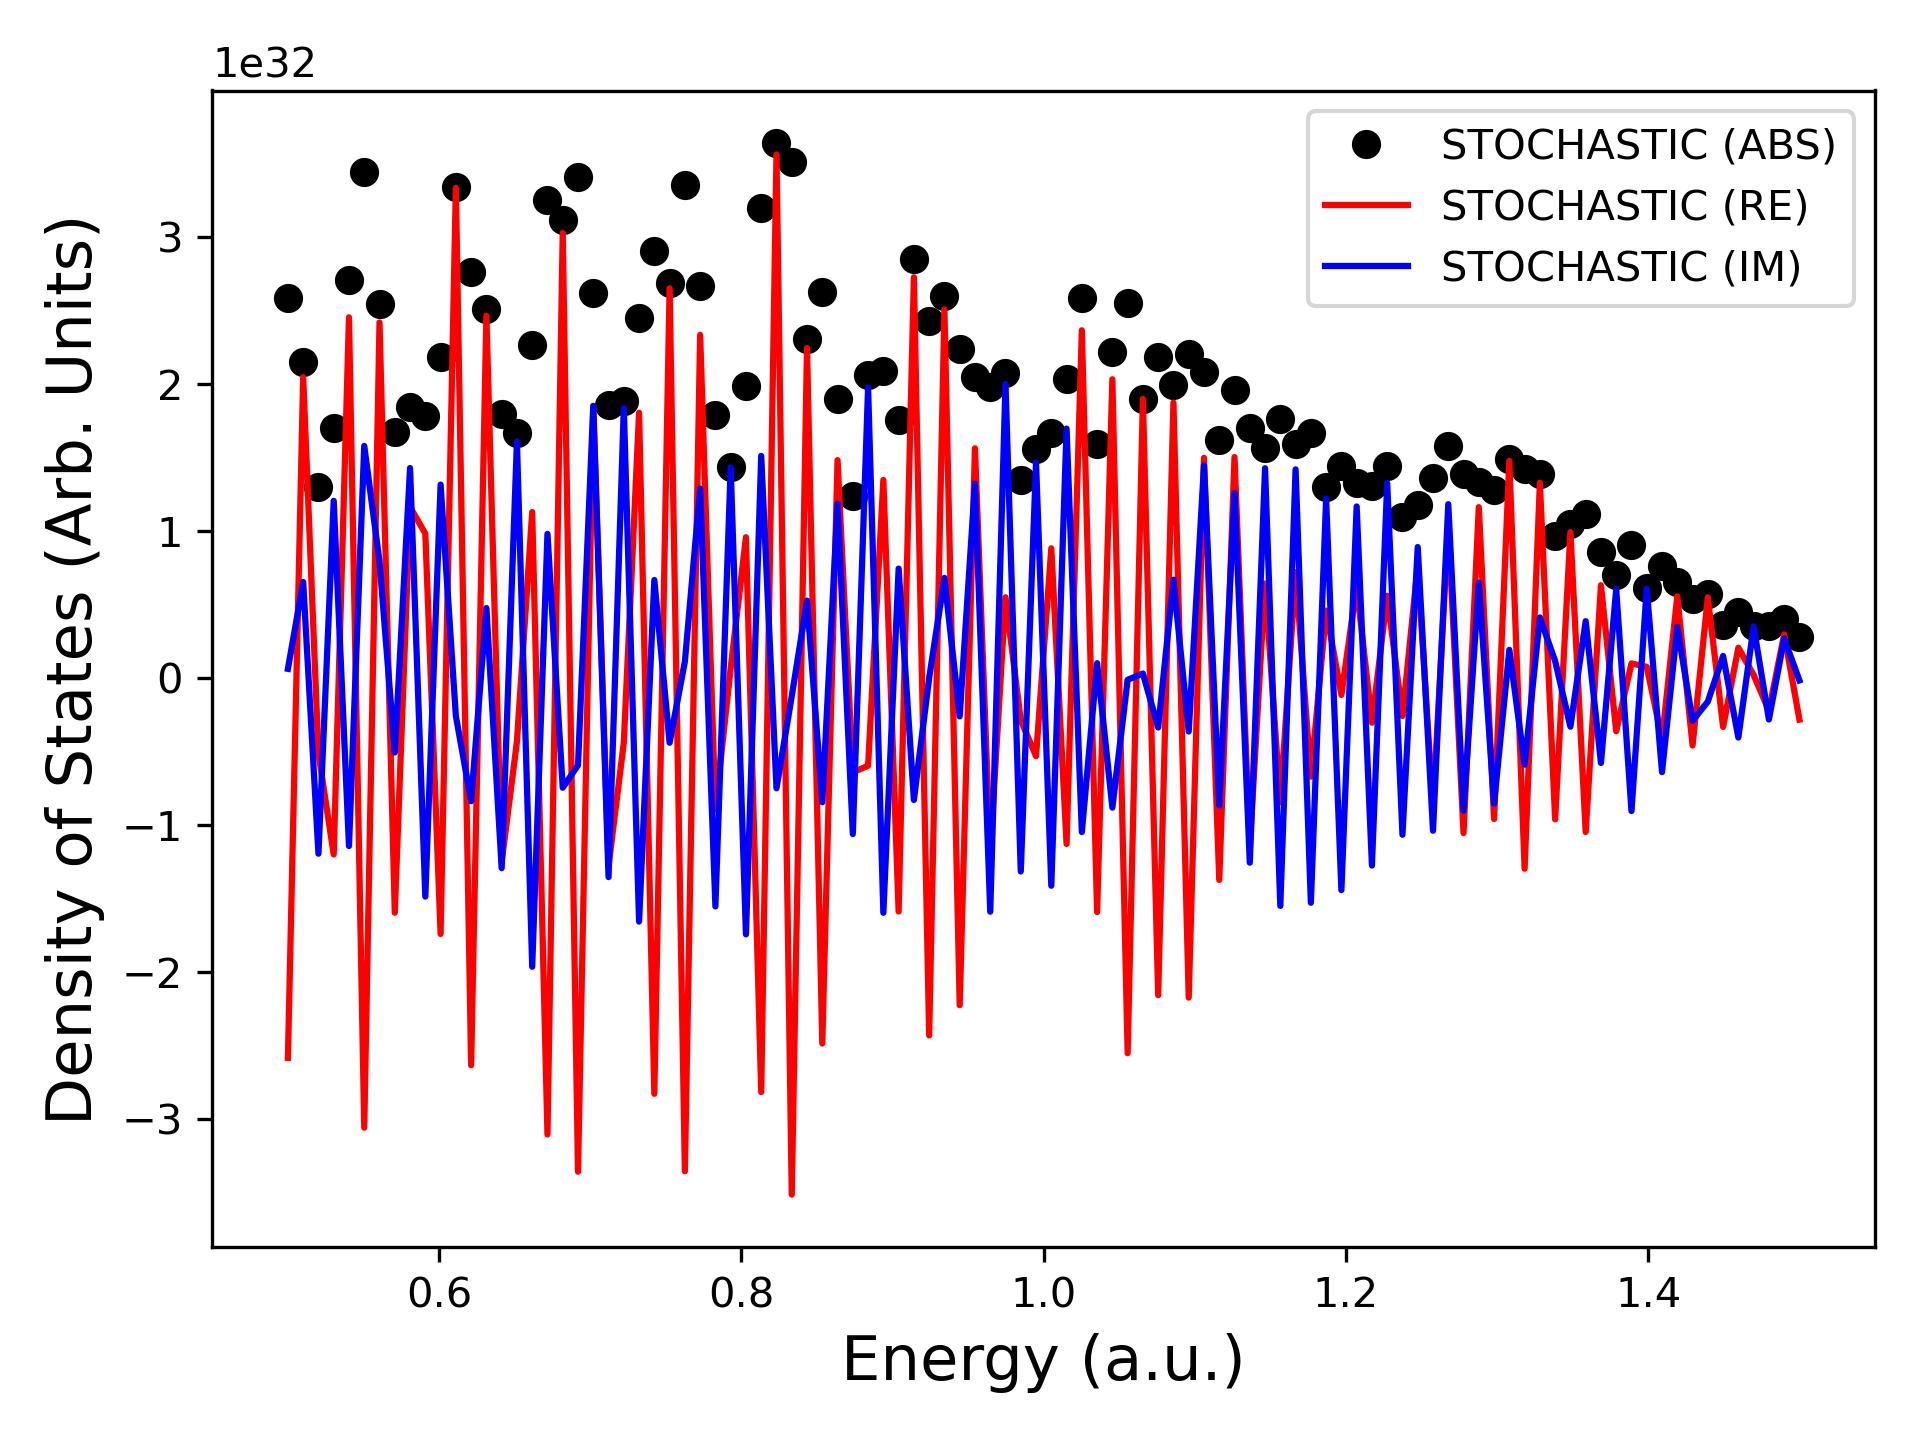 1e32
STOCHASTIC (ABS)
STOCHASTIC (RE)
STOCHASTIC (IM)
Density of States (Arb. Units)
3
2
1
0
−1
−2
−3
0.6 0.8 1.0 1.2 1.4
Energy (a.u.)